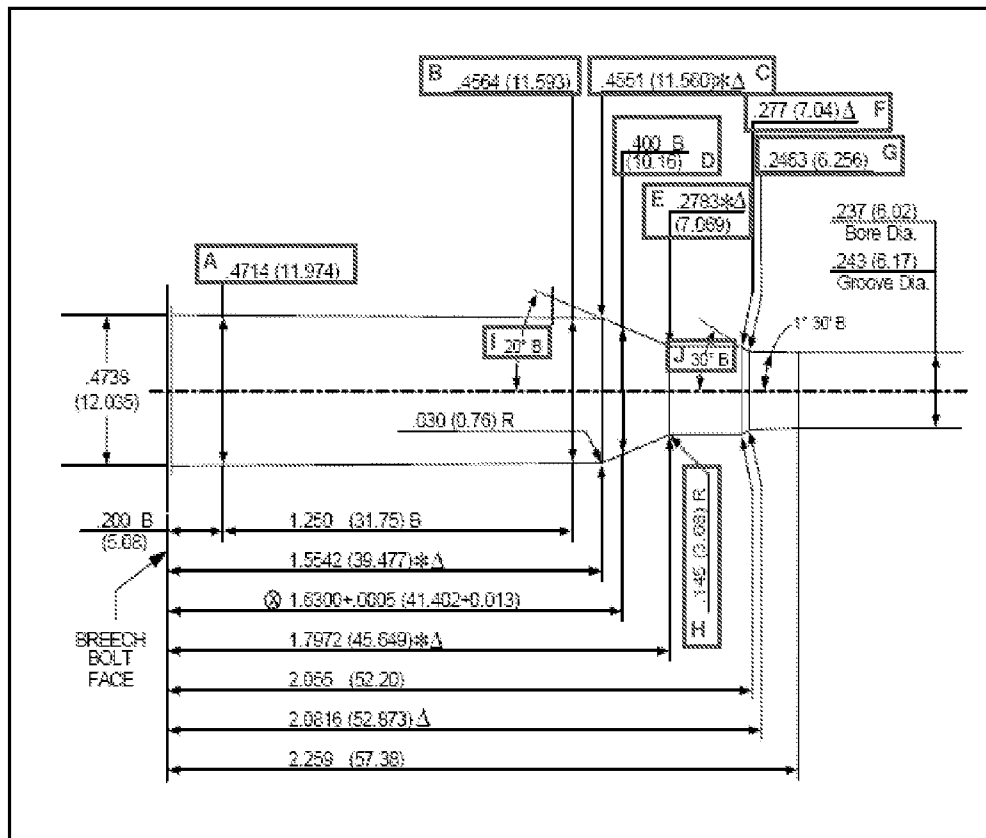 B .4564 (11.593)
.4551 (11.560)*Δ C
.277 (7.04) Δ F
.400 B
(10.16) D
.2463 (6.256) G
E .2783*Δ
(7.069)
.237 (6.02)
Bore Dia.
.243 (6.17)
Groove Dia.
A .4714 (11.974)
I 20° B
J 30° B
1° 30' B
.4738
(12.035)
.030 (0.76) R
.200 B
(5.08)
1.250 (31.75) B
1.5542 (39.477)*Δ
Ⓧ 1.6300+.0005 (41.402+0.013)
H .145 (3.68) R
BREECH
BOLT
FACE
1.7972 (45.649)*Δ
2.055 (52.20)
2.0816 (52.873) Δ
2.259 (57.38)